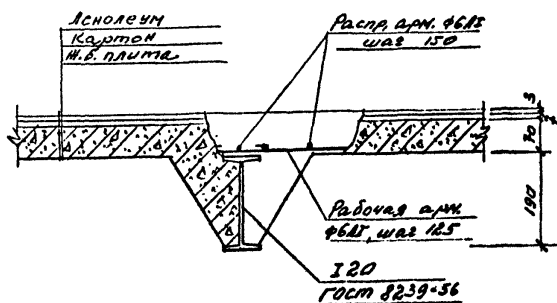 Линолеум
Картон
Ж.б. плита
Распр. арм. ф6АI
шаг 150
3
70
190
Рабочая арм.
ф6АI, шаг 125
I20
ГОСТ 8239-56